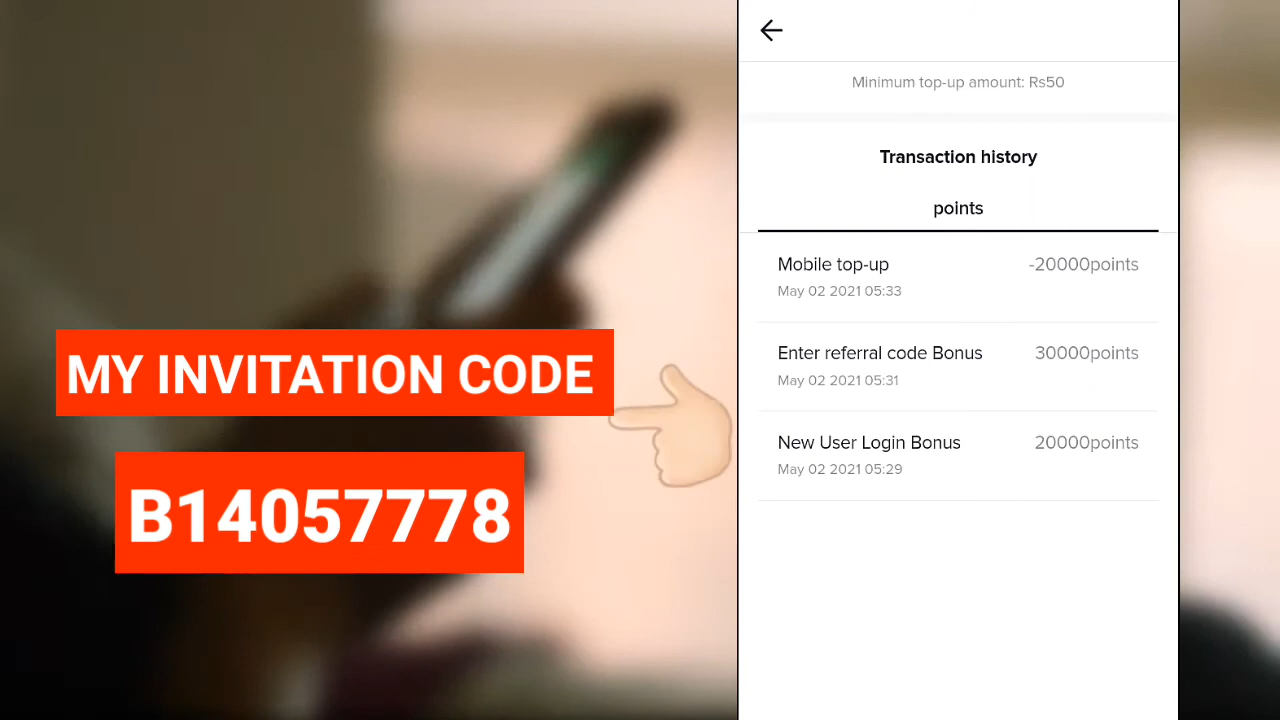 MY INVITATION CODE
B14057778
Minimum top-up amount: Rs50
Transaction history
points
Mobile top-up -20000points
May 02 2021 05:33
Enter referral code Bonus 30000points
May 02 2021 05:31
New User Login Bonus 20000points
May 02 2021 05:29